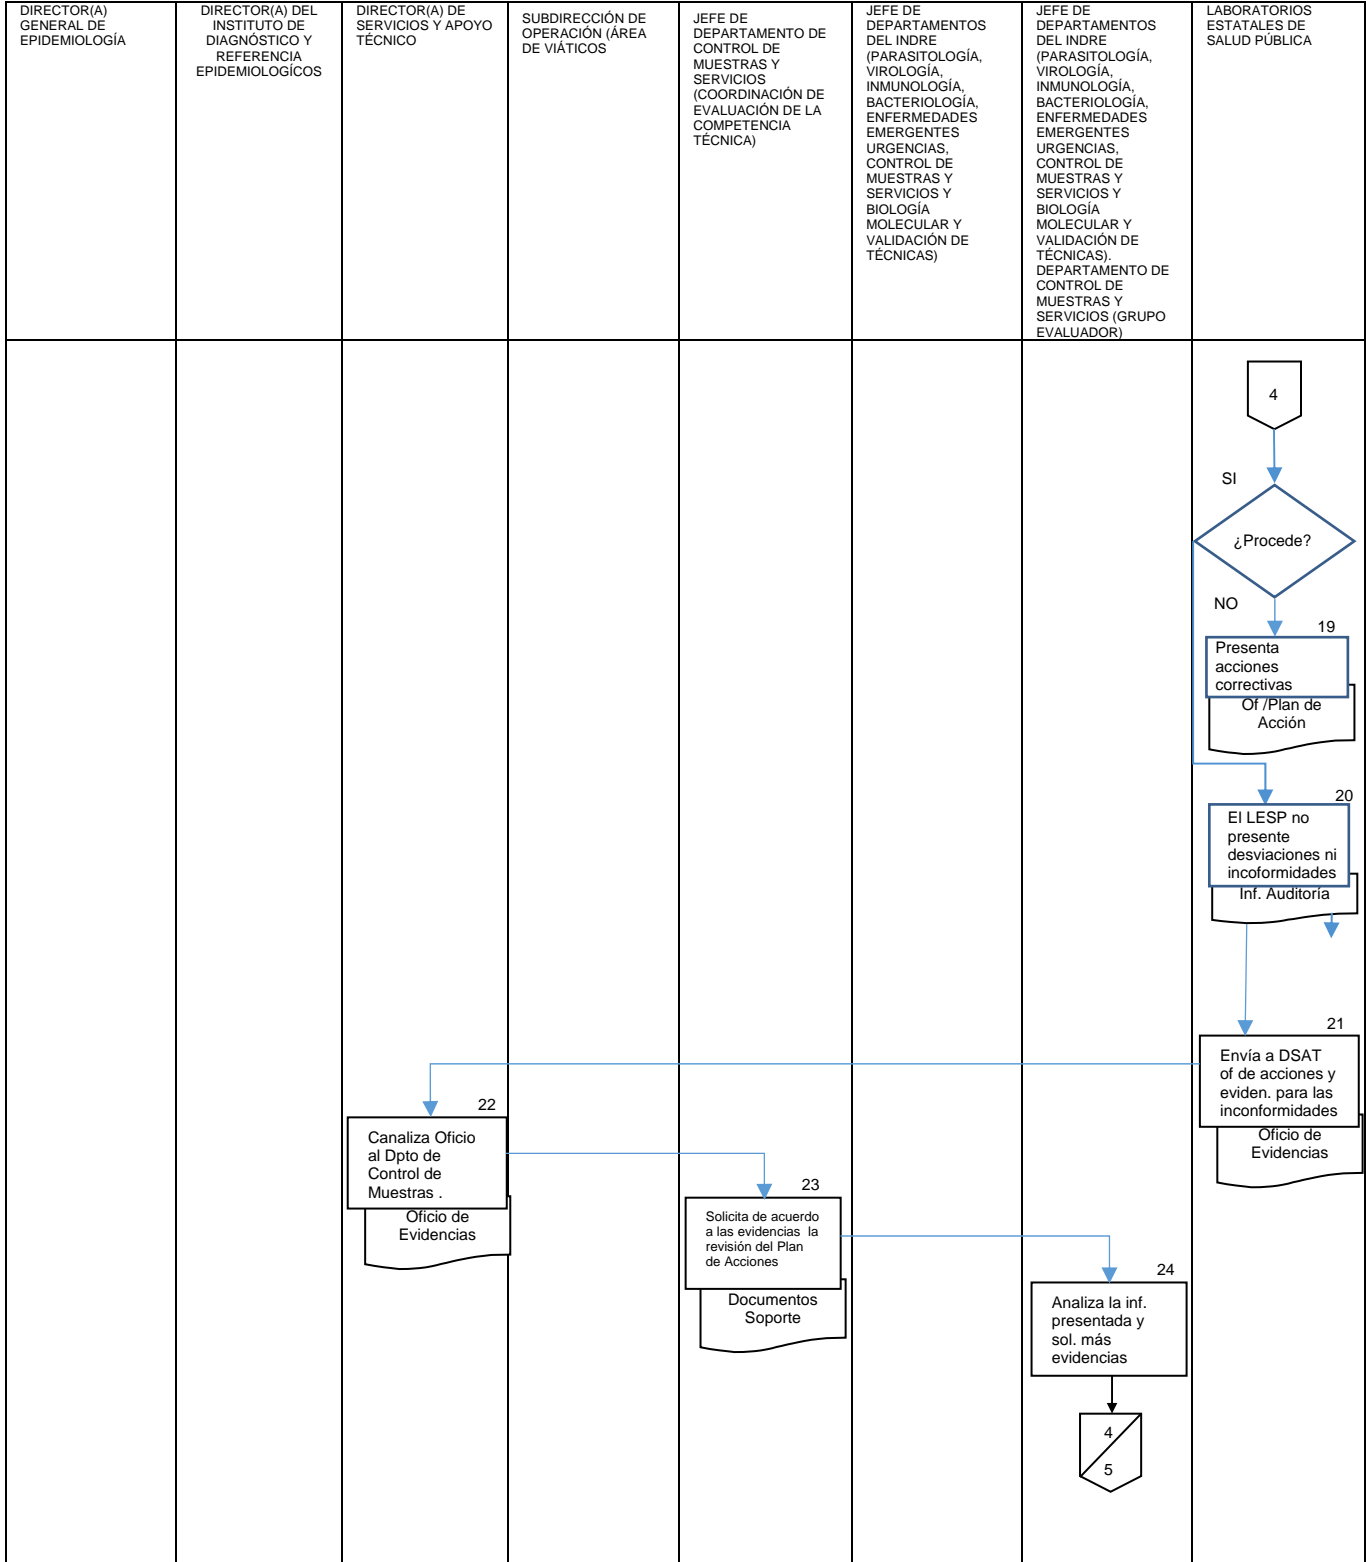 DIRECTOR(A)
GENERAL DE
EPIDEMIOLOGÍA
DIRECTOR(A) DEL
INSTITUTO DE
DIAGNÓSTICO Y
REFERENCIA
EPIDEMIOLOGÍCOS
DIRECTOR(A) DE
SERVICIOS Y APOYO
TÉCNICO
SUBDIRECCIÓN DE
OPERACIÓN (ÁREA
DE VIÁTICOS
JEFE DE
DEPARTAMENTO DE
CONTROL DE
MUESTRAS Y
SERVICIOS
(COORDINACIÓN DE
EVALUACIÓN DE LA
COMPETENCIA
TÉCNICA)
JEFE DE
DEPARTAMENTOS
DEL INDRE
(PARASITOLOGÍA,
VIROLOGÍA,
INMUNOLOGÍA,
BACTERIOLOGÍA,
ENFERMEDADES
EMERGENTES
URGENCIAS,
CONTROL DE
MUESTRAS Y
SERVICIOS Y
BIOLOGÍA
MOLECULAR Y
VALIDACIÓN DE
TÉCNICAS)
JEFE DE
DEPARTAMENTOS
DEL INDRE
(PARASITOLOGÍA,
VIROLOGÍA,
INMUNOLOGÍA,
BACTERIOLOGÍA,
ENFERMEDADES
EMERGENTES
URGENCIAS,
CONTROL DE
MUESTRAS Y
SERVICIOS Y
BIOLOGÍA
MOLECULAR Y
VALIDACIÓN DE
TÉCNICAS).
DEPARTAMENTO DE
CONTROL DE
MUESTRAS Y
SERVICIOS (GRUPO
EVALUADOR)
LABORATORIOS
ESTATALES DE
SALUD PÚBLICA
4
SI
¿Procede?
NO
19
Presenta
acciones
correctivas
Of /Plan de
Acción
20
El LESP no
presente
desviaciones ni
incoformidades
Inf. Auditoría
21
Envía a DSAT
of de acciones y
eviden. para las
inconformidades
Oficio de
Evidencias
22
Canaliza Oficio
al Dpto de
Control de
Muestras .
Oficio de
Evidencias
23
Solicita de acuerdo
a las evidencias  la
revisión del Plan
de Acciones
Documentos
Soporte
24
Analiza la inf.
presentada y
sol. más
evidencias
4
5